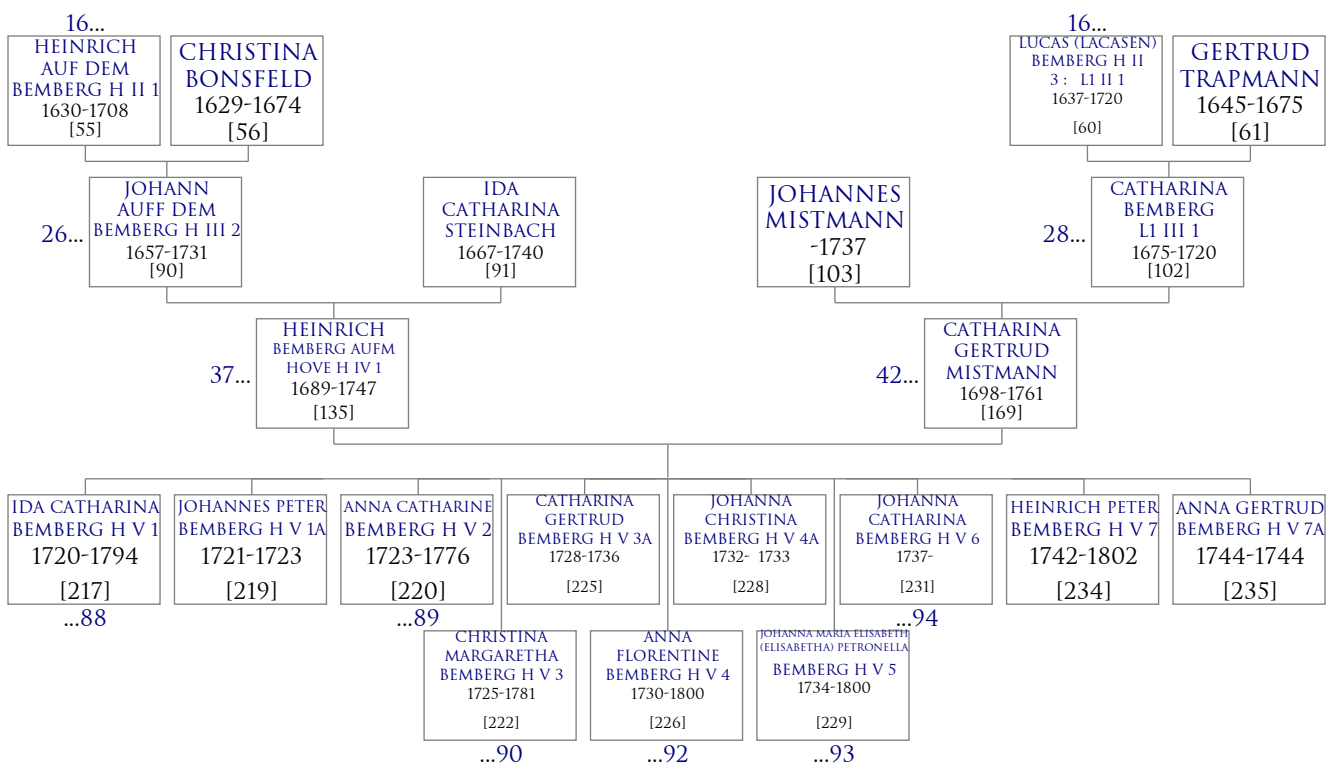 16...
HEINRICH
AUF DEM
BEMBERG H II 1
1630-1708
[55]
CHRISTINA
BONSFELD
1629-1674
[56]
16...
LUCAS (LACASEN)
BEMBERG H II
3 : L1 II 1
1637-1720
[60]
GERTRUD
TRAPMANN
1645-1675
[61]
26...
JOHANN
AUFF DEM
BEMBERG H III 2
1657-1731
[90]
IDA
CATHARINA
STEINBACH
1667-1740
[91]
JOHANNES
MISTMANN
-1737
[103]
28...
CATHARINA
BEMBERG
L1 III 1
1675-1720
[102]
37...
HEINRICH
BEMBERG AUFM
HOVE H IV 1
1689-1747
[135]
42...
CATHARINA
GERTRUD
MISTMANN
1698-1761
[169]
IDA CATHARINA
BEMBERG H V 1
1720-1794
[217]
...88
JOHANNES PETER
BEMBERG H V 1A
1721-1723
[219]
ANNA CATHARINE
BEMBERG H V 2
1723-1776
[220]
...89
CATHARINA
GERTRUD
BEMBERG H V 3A
1728-1736
[225]
JOHANNA
CHRISTINA
BEMBERG H V 4A
1732- 1733
[228]
JOHANNA
CATHARINA
BEMBERG H V 6
1737-
[231]
...94
HEINRICH PETER
BEMBERG H V 7
1742-1802
[234]
ANNA GERTRUD
BEMBERG H V 7A
1744-1744
[235]
CHRISTINA
MARGARETHA
BEMBERG H V 3
1725-1781
[222]
...90
ANNA
FLORENTINE
BEMBERG H V 4
1730-1800
[226]
...92
JOHANNA MARIA ELISABETH
(ELISABETHA) PETRONELLA
BEMBERG H V 5
1734-1800
[229]
...93